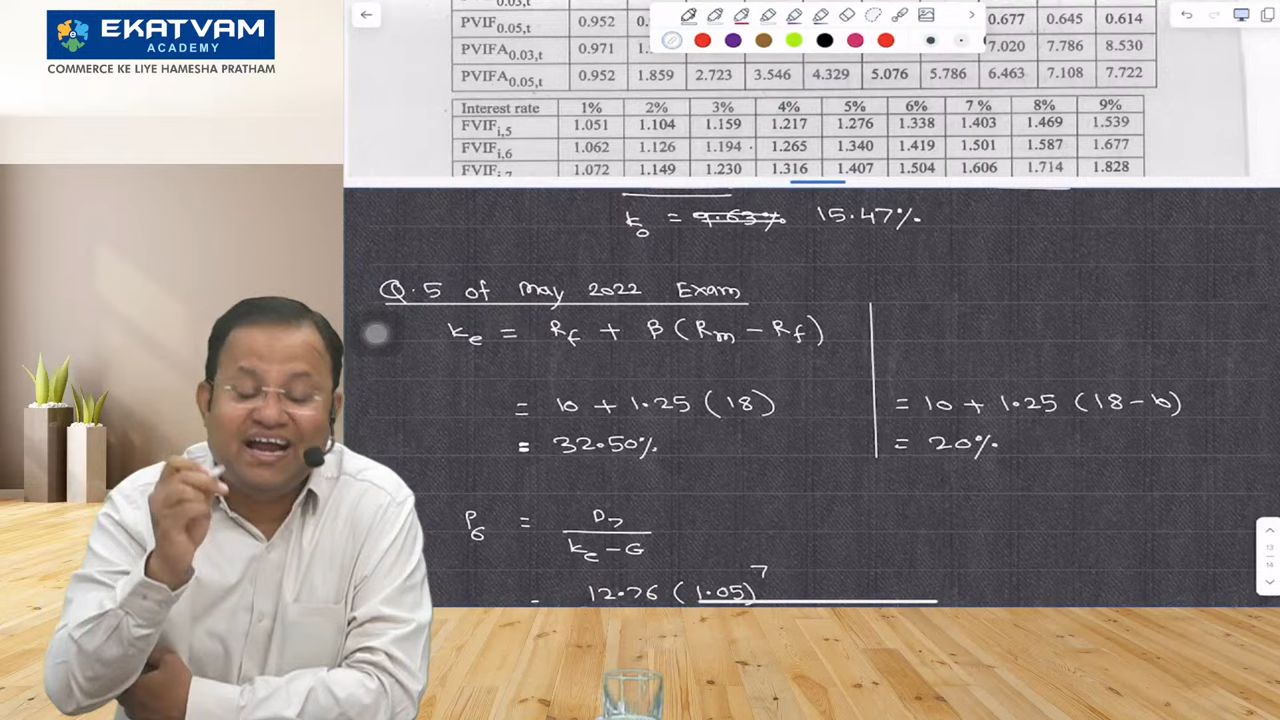 EKATVAM
ACADEMY
COMMERCE KE LIYE HAMESHA PRATHAM
PVIF0.05,t 0.952 0.677 0.645 0.614
PVIFA0.03,t 0.971 7.020 7.786 8.530
PVIFA0.05,t 0.952 1.859 2.723 3.546 4.329 5.076 5.786 6.463 7.108 7.722
Interest rate 1% 2% 3% 4% 5% 6% 7 % 8% 9%
FVIFi,5 1.051 1.104 1.159 1.217 1.276 1.338 1.403 1.469 1.539
FVIFi,6 1.062 1.126 1.194 1.265 1.340 1.419 1.501 1.587 1.677
FVIFi,7 1.072 1.149 1.230 1.316 1.407 1.504 1.606 1.714 1.828
ko = 9.63% 15.47%
Q.5 of May 2022 Exam
ke = Rf + β (Rm - Rf)
= 10 + 1.25 (18)
= 10 + 1.25 (18 - 10)
= 32.50%
= 20%
P6 = D7 / ke - G
= 12.76 (1.05)^7
13
14